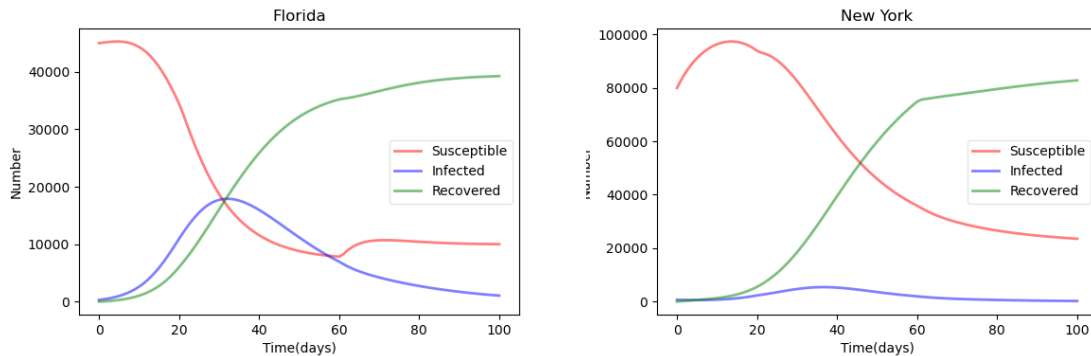 Florida
Number
40000
30000
20000
10000
0
0 20 40 60 80 100
Time(days)
Susceptible
Infected
Recovered
New York
Number
100000
80000
60000
40000
20000
0
0 20 40 60 80 100
Time(days)
Susceptible
Infected
Recovered